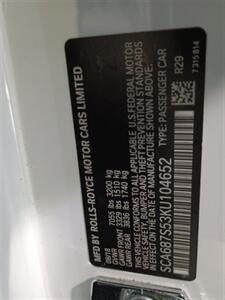 MFD BY ROLLS-ROYCE MOTOR CARS LIMITED
08/18
GVWR 7055 lbs 3200 kg
GAWR FRONT 3329 lbs 1510 kg
GAWR REAR 3836 lbs 1740 kg
THIS VEHICLE CONFORMS TO ALL APPLICABLE
U.S. FEDERAL MOTOR VEHICLE SAFETY, BUMPER,
AND THEFT PREVENTION STANDARDS IN EFFECT
ON THE DATE OF MANUFACTURE SHOWN ABOVE.
SCA687S53KU104652 TYPE: PASSENGER CAR
R29
7 315 814